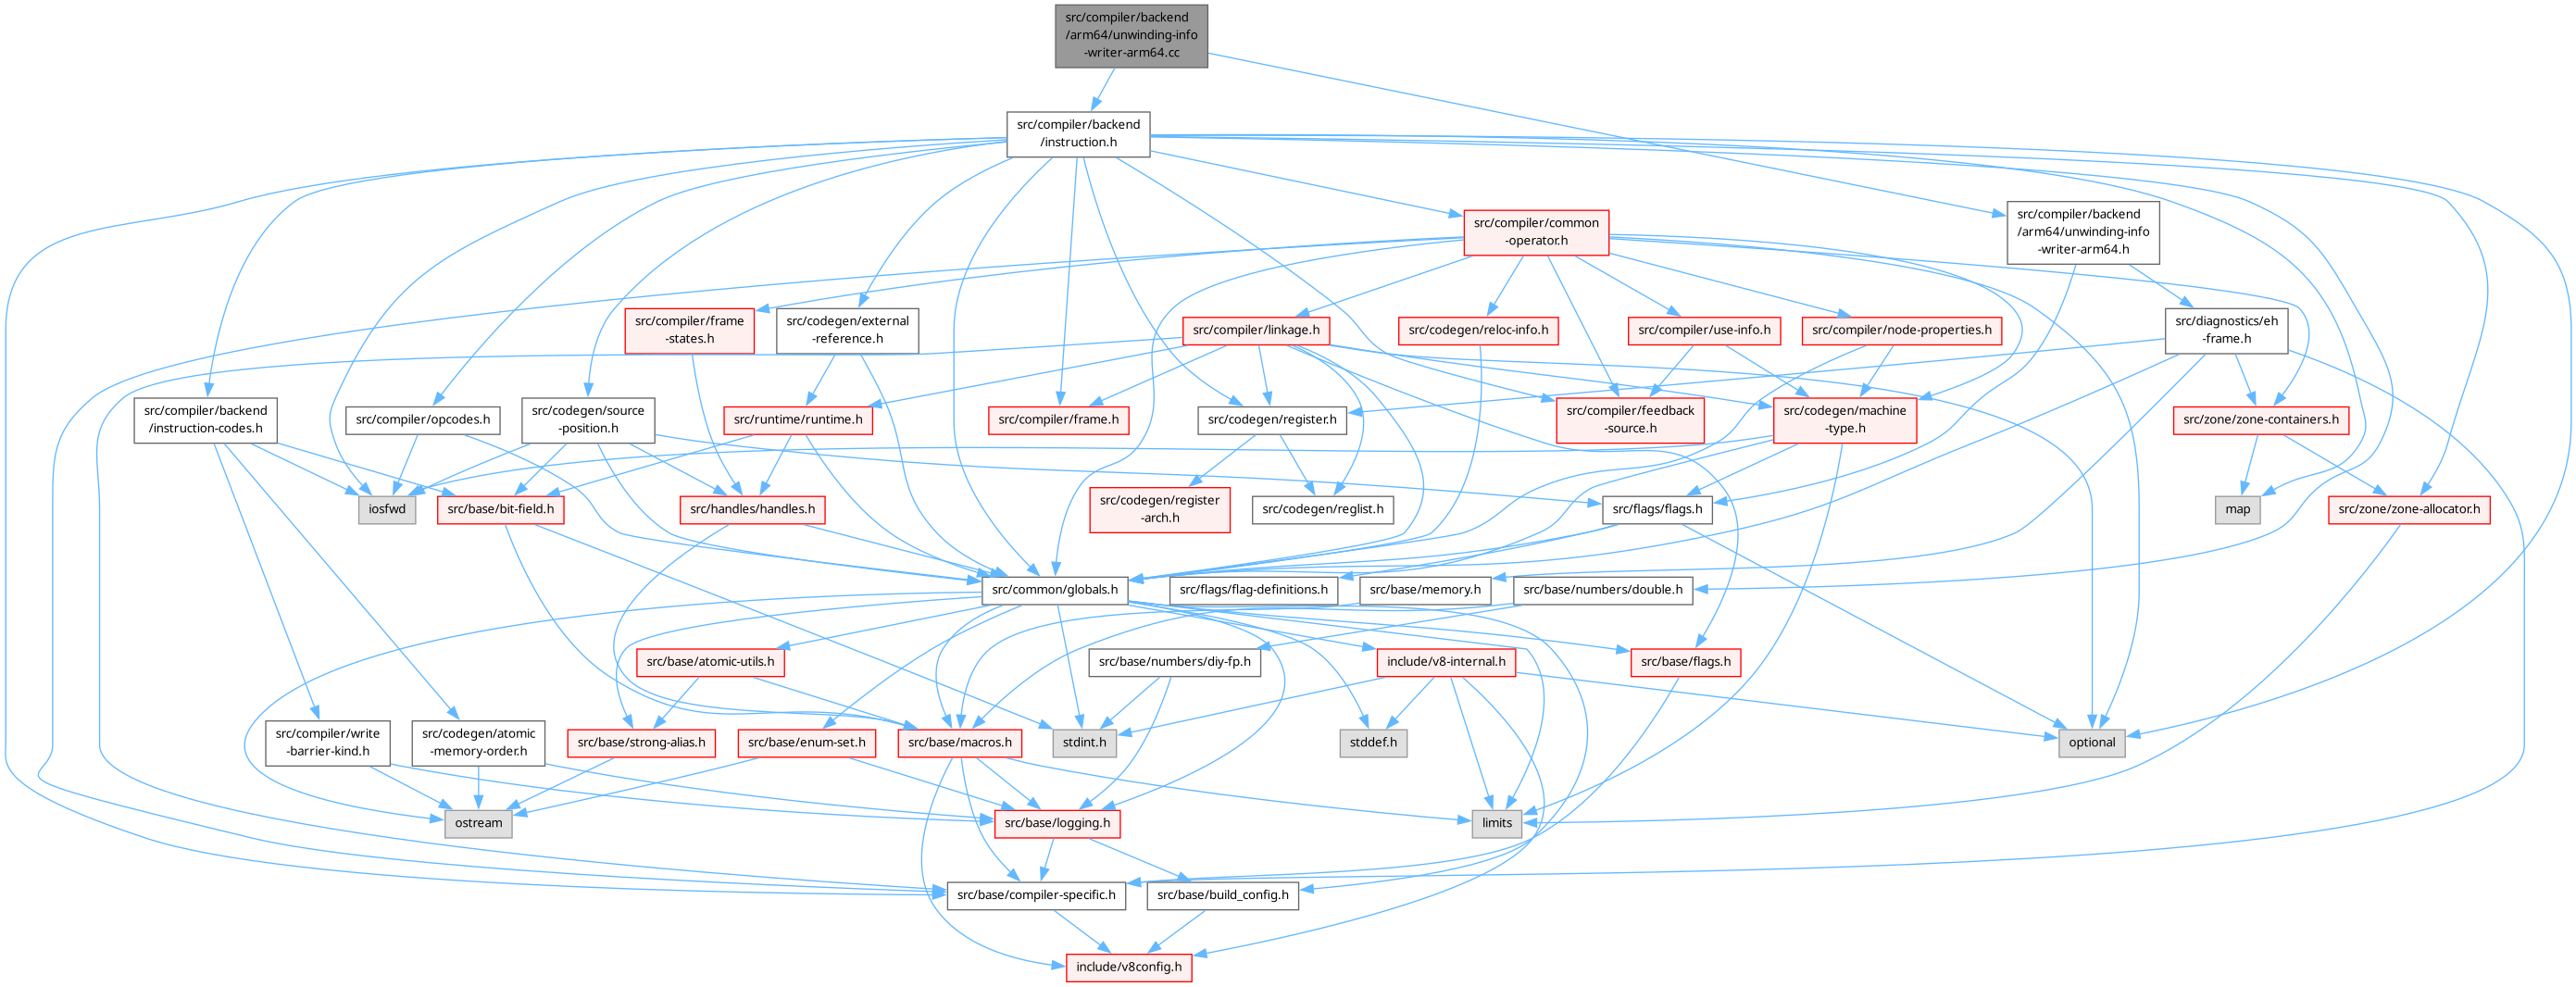 src/compiler/backend
/arm64/unwinding-info
-writer-arm64.cc
src/compiler/backend
/instruction.h
src/compiler/common
-operator.h
src/compiler/backend
/arm64/unwinding-info
-writer-arm64.h
src/compiler/frame
-states.h
src/codegen/external
-reference.h
src/compiler/linkage.h
src/codegen/reloc-info.h
src/compiler/use-info.h
src/compiler/node-properties.h
src/diagnostics/eh
-frame.h
src/compiler/backend
/instruction-codes.h
src/compiler/opcodes.h
src/codegen/source
-position.h
src/runtime/runtime.h
src/compiler/frame.h
src/codegen/register.h
src/compiler/feedback
-source.h
src/codegen/machine
-type.h
src/zone/zone-containers.h
iosfwd
src/base/bit-field.h
src/handles/handles.h
src/codegen/register
-arch.h
src/codegen/reglist.h
src/flags/flags.h
map
src/zone/zone-allocator.h
src/common/globals.h
src/flags/flag-definitions.h
src/base/memory.h
src/base/numbers/double.h
src/base/atomic-utils.h
src/base/numbers/diy-fp.h
include/v8-internal.h
src/base/flags.h
src/compiler/write
-barrier-kind.h
src/codegen/atomic
-memory-order.h
src/base/strong-alias.h
src/base/enum-set.h
src/base/macros.h
stdint.h
stddef.h
optional
ostream
src/base/logging.h
limits
src/base/compiler-specific.h
src/base/build_config.h
include/v8config.h